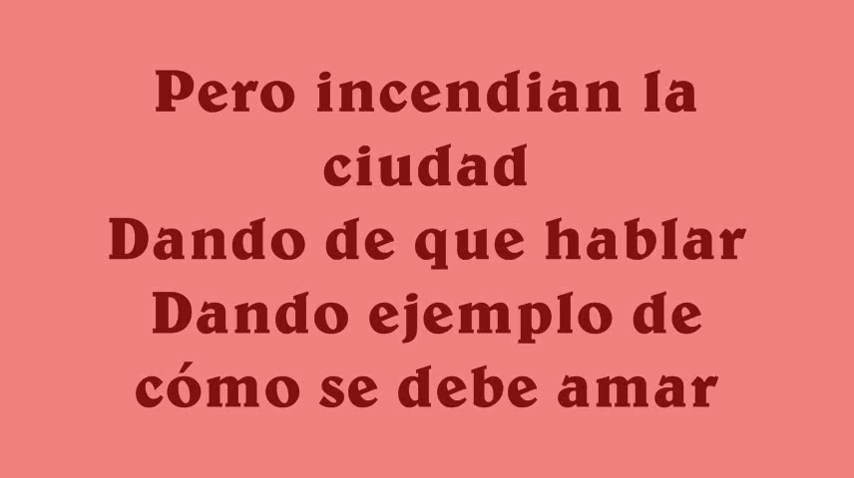 Pero incendian la
ciudad
Dando de que hablar
Dando ejemplo de
cómo se debe amar